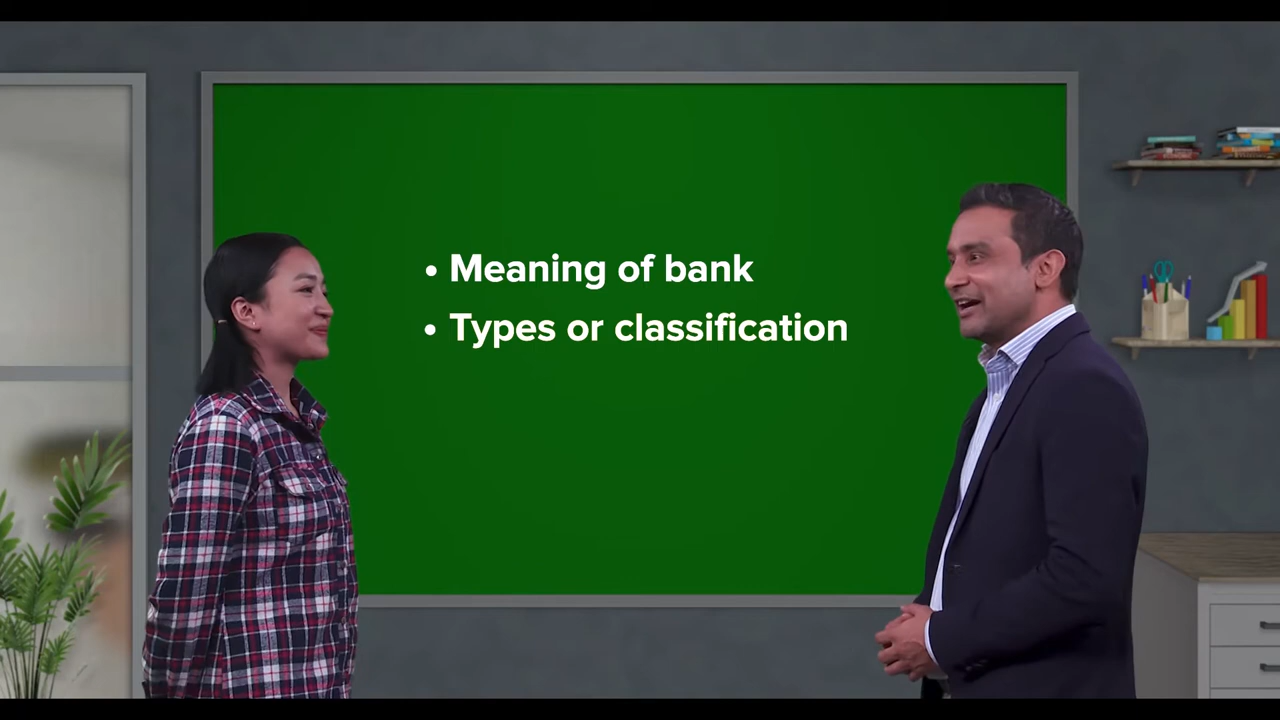 • Meaning of bank
• Types or classification